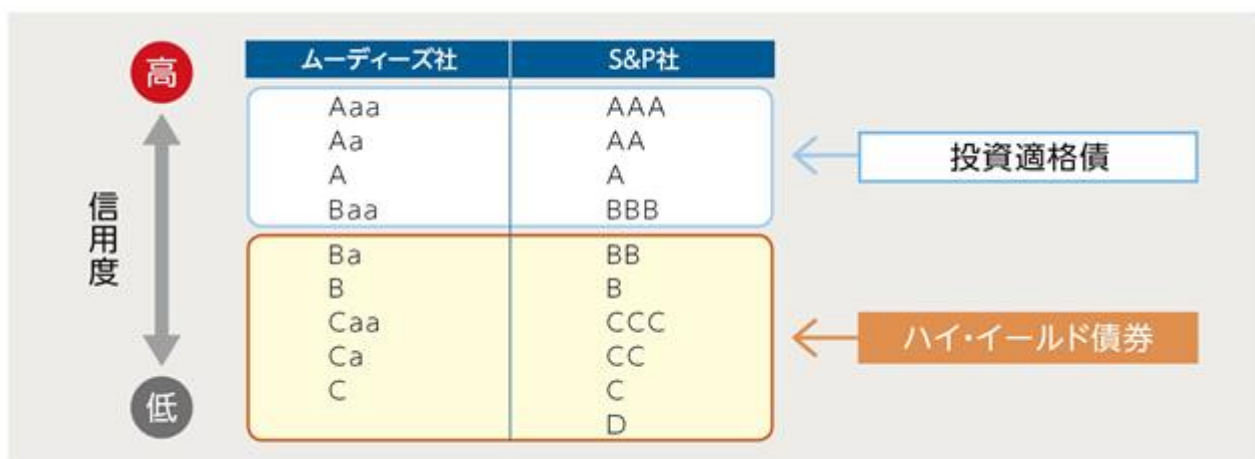 高
信用度
低
ムーディーズ社 S&P社
Aaa AAA
Aa AA
A A
Baa BBB
Ba BB
B B
Caa CCC
Ca CC
C C
D
投資適格債
ハイ・イールド債券